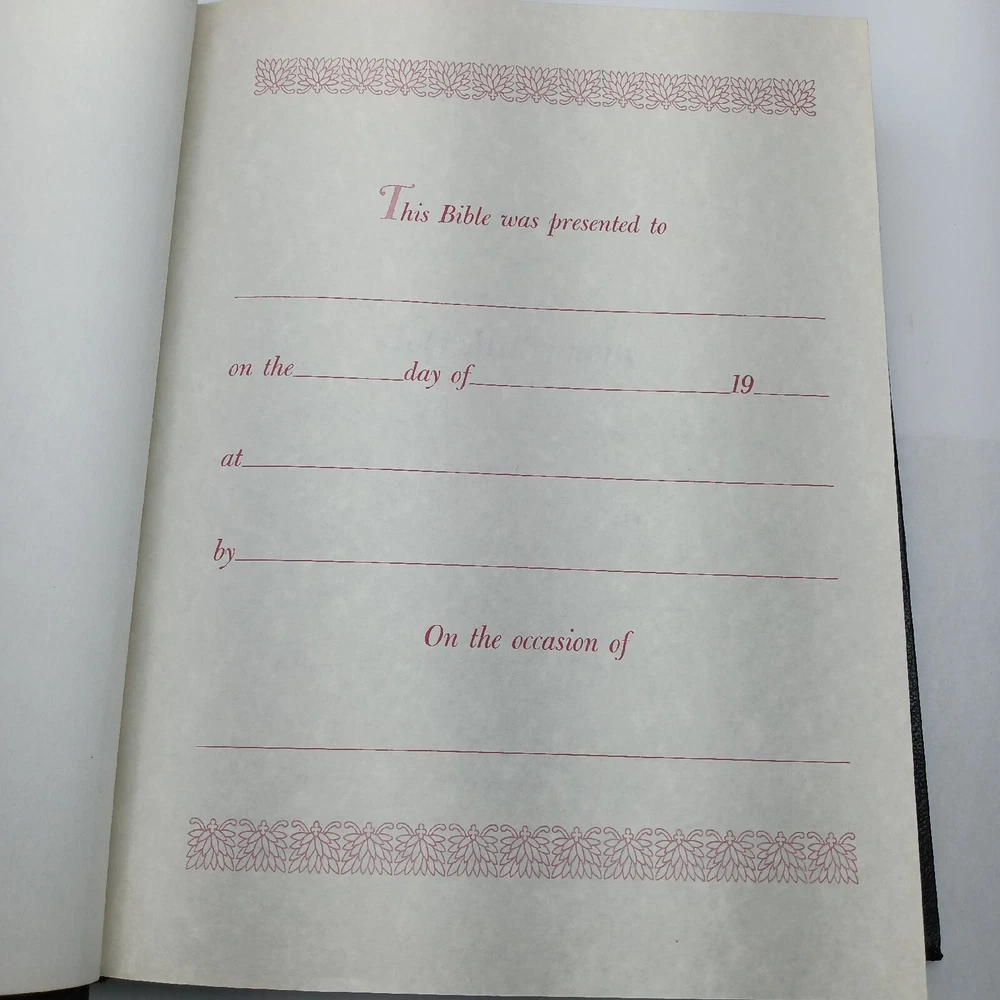 This Bible was presented to
on the day of 19
at
by
On the occasion of